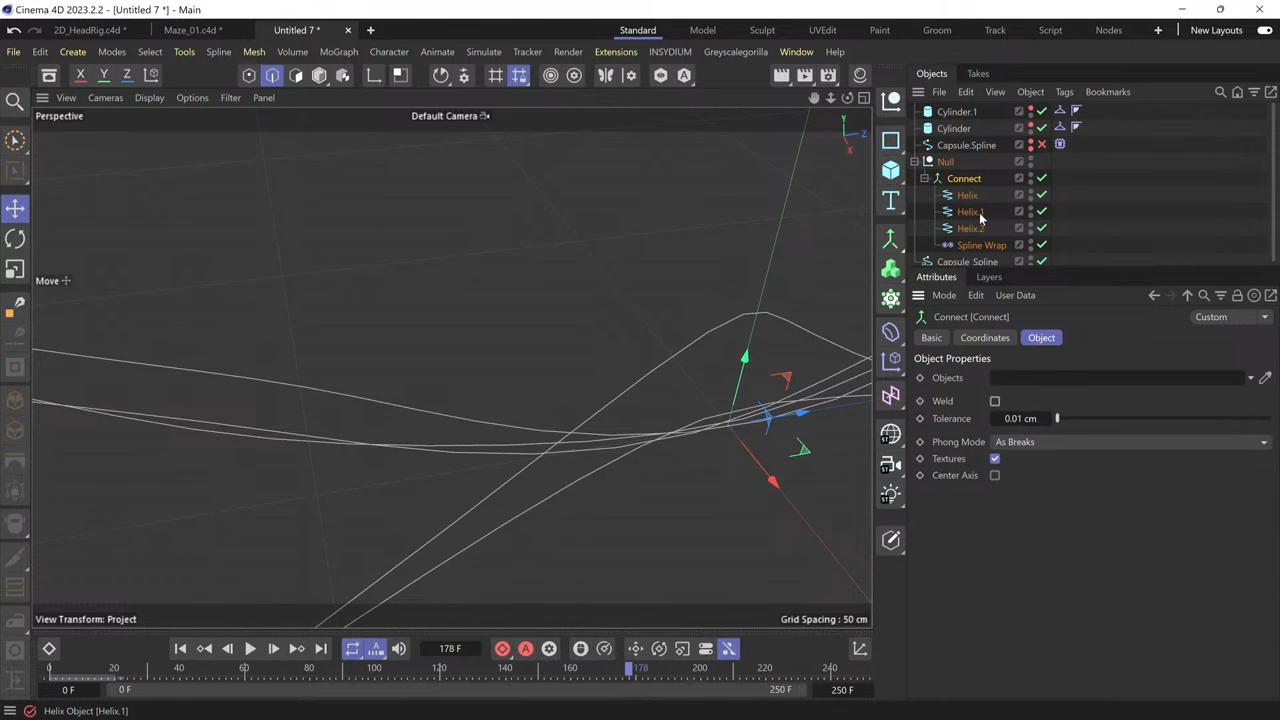 Cinema 4D 2023.2.2 - [Untitled 7 *] - Main
2D_HeadRig.c4d *
Maze_01.c4d *
Untitled 7 *
Standard
Sculpt
UVEdit
Paint
Groom
Track
Script
Nodes
New Layouts
File Edit Create Modes Select Tools Spline Mesh Volume MoGraph Character Animate Simulate Tracker Render Extensions INSYDIUM Greyscalegorilla Window Help
Model
X Y Z
Objects Takes
View Cameras Display Options Filter Panel
File Edit View Object Tags Bookmarks
Perspective
Default Camera
Y
Z
X
Cylinder.1
Cylinder
Capsule.Spline
Null
Connect
Helix
Helix.1
Helix.2
Spline Wrap
Capsule Spline
Move
Attributes Layers
Mode Edit User Data
Connect [Connect]
Custom
Basic Coordinates Object
Object Properties
Objects
Weld
Tolerance 0.01 cm
Phong Mode As Breaks
Textures
Center Axis
ST
ST
ST
View Transform: Project
Grid Spacing : 50 cm
178 F
0 20 40 60 80 100 120 140 160 178 200 220 240
0 F
0 F
250 F
250 F
Helix Object [Helix.1]